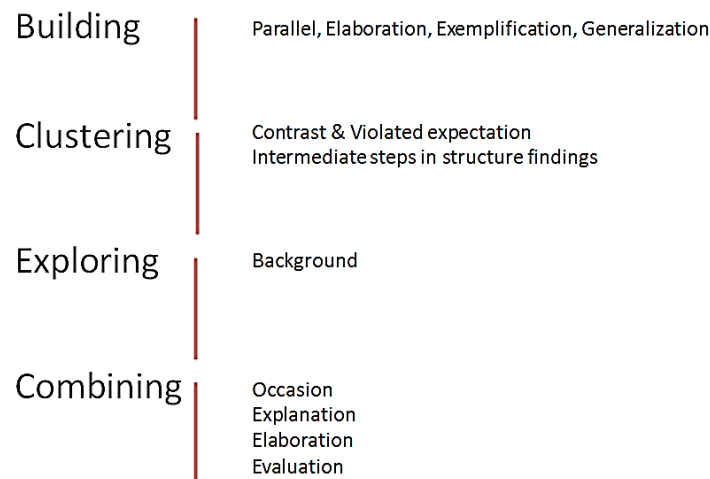 Building
Parallel, Elaboration, Exemplification, Generalization
Clustering
Contrast & Violated expectation
Intermediate steps in structure findings
Exploring
Background
Combining
Occasion
Explanation
Elaboration
Evaluation